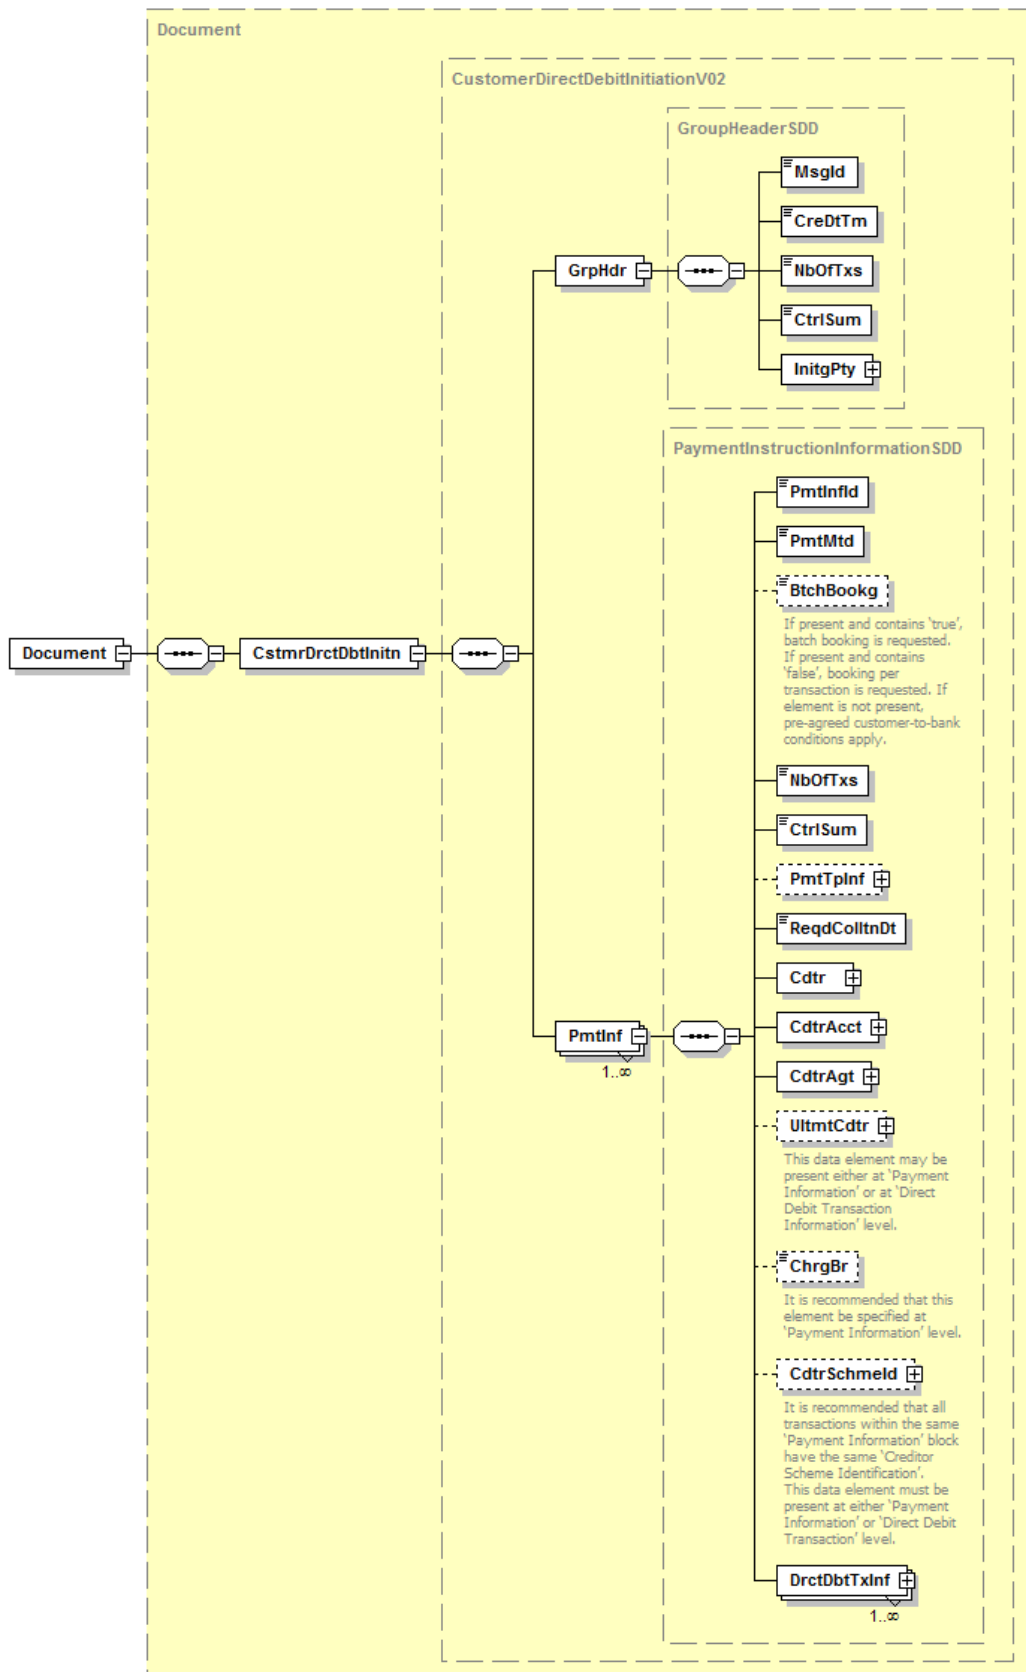 Document
CustomerDirectDebitInitiationV02
GroupHeaderSDD
MsgId
CreDtTm
GrpHdr
NbOfTxs
CtrlSum
InitgPty
PaymentInstructionInformationSDD
PmtInfId
PmtMtd
BtchBookg
If present and contains ‘true’,
batch booking is requested.
If present and contains
‘false’, booking per
transaction is requested. If
element is not present,
pre-agreed customer-to-bank
conditions apply.
Document
CstmrDrctDbtInitn
NbOfTxs
CtrlSum
PmtTpInf
ReqdColltnDt
Cdtr
CdtrAcct
PmtInf
1..∞
CdtrAgt
UltmtCdtr
This data element may be
present either at ‘Payment
Information’ or at ‘Direct
Debit Transaction
Information’ level.
ChrgBr
It is recommended that this
element be specified at
‘Payment Information’ level.
CdtrSchmeId
It is recommended that all
transactions within the same
‘Payment Information’ block
have the same ‘Creditor
Scheme Identification’.
This data element must be
present at either ‘Payment
Information’ or ‘Direct Debit
Transaction’ level.
DrctDbtTxInf
1..∞